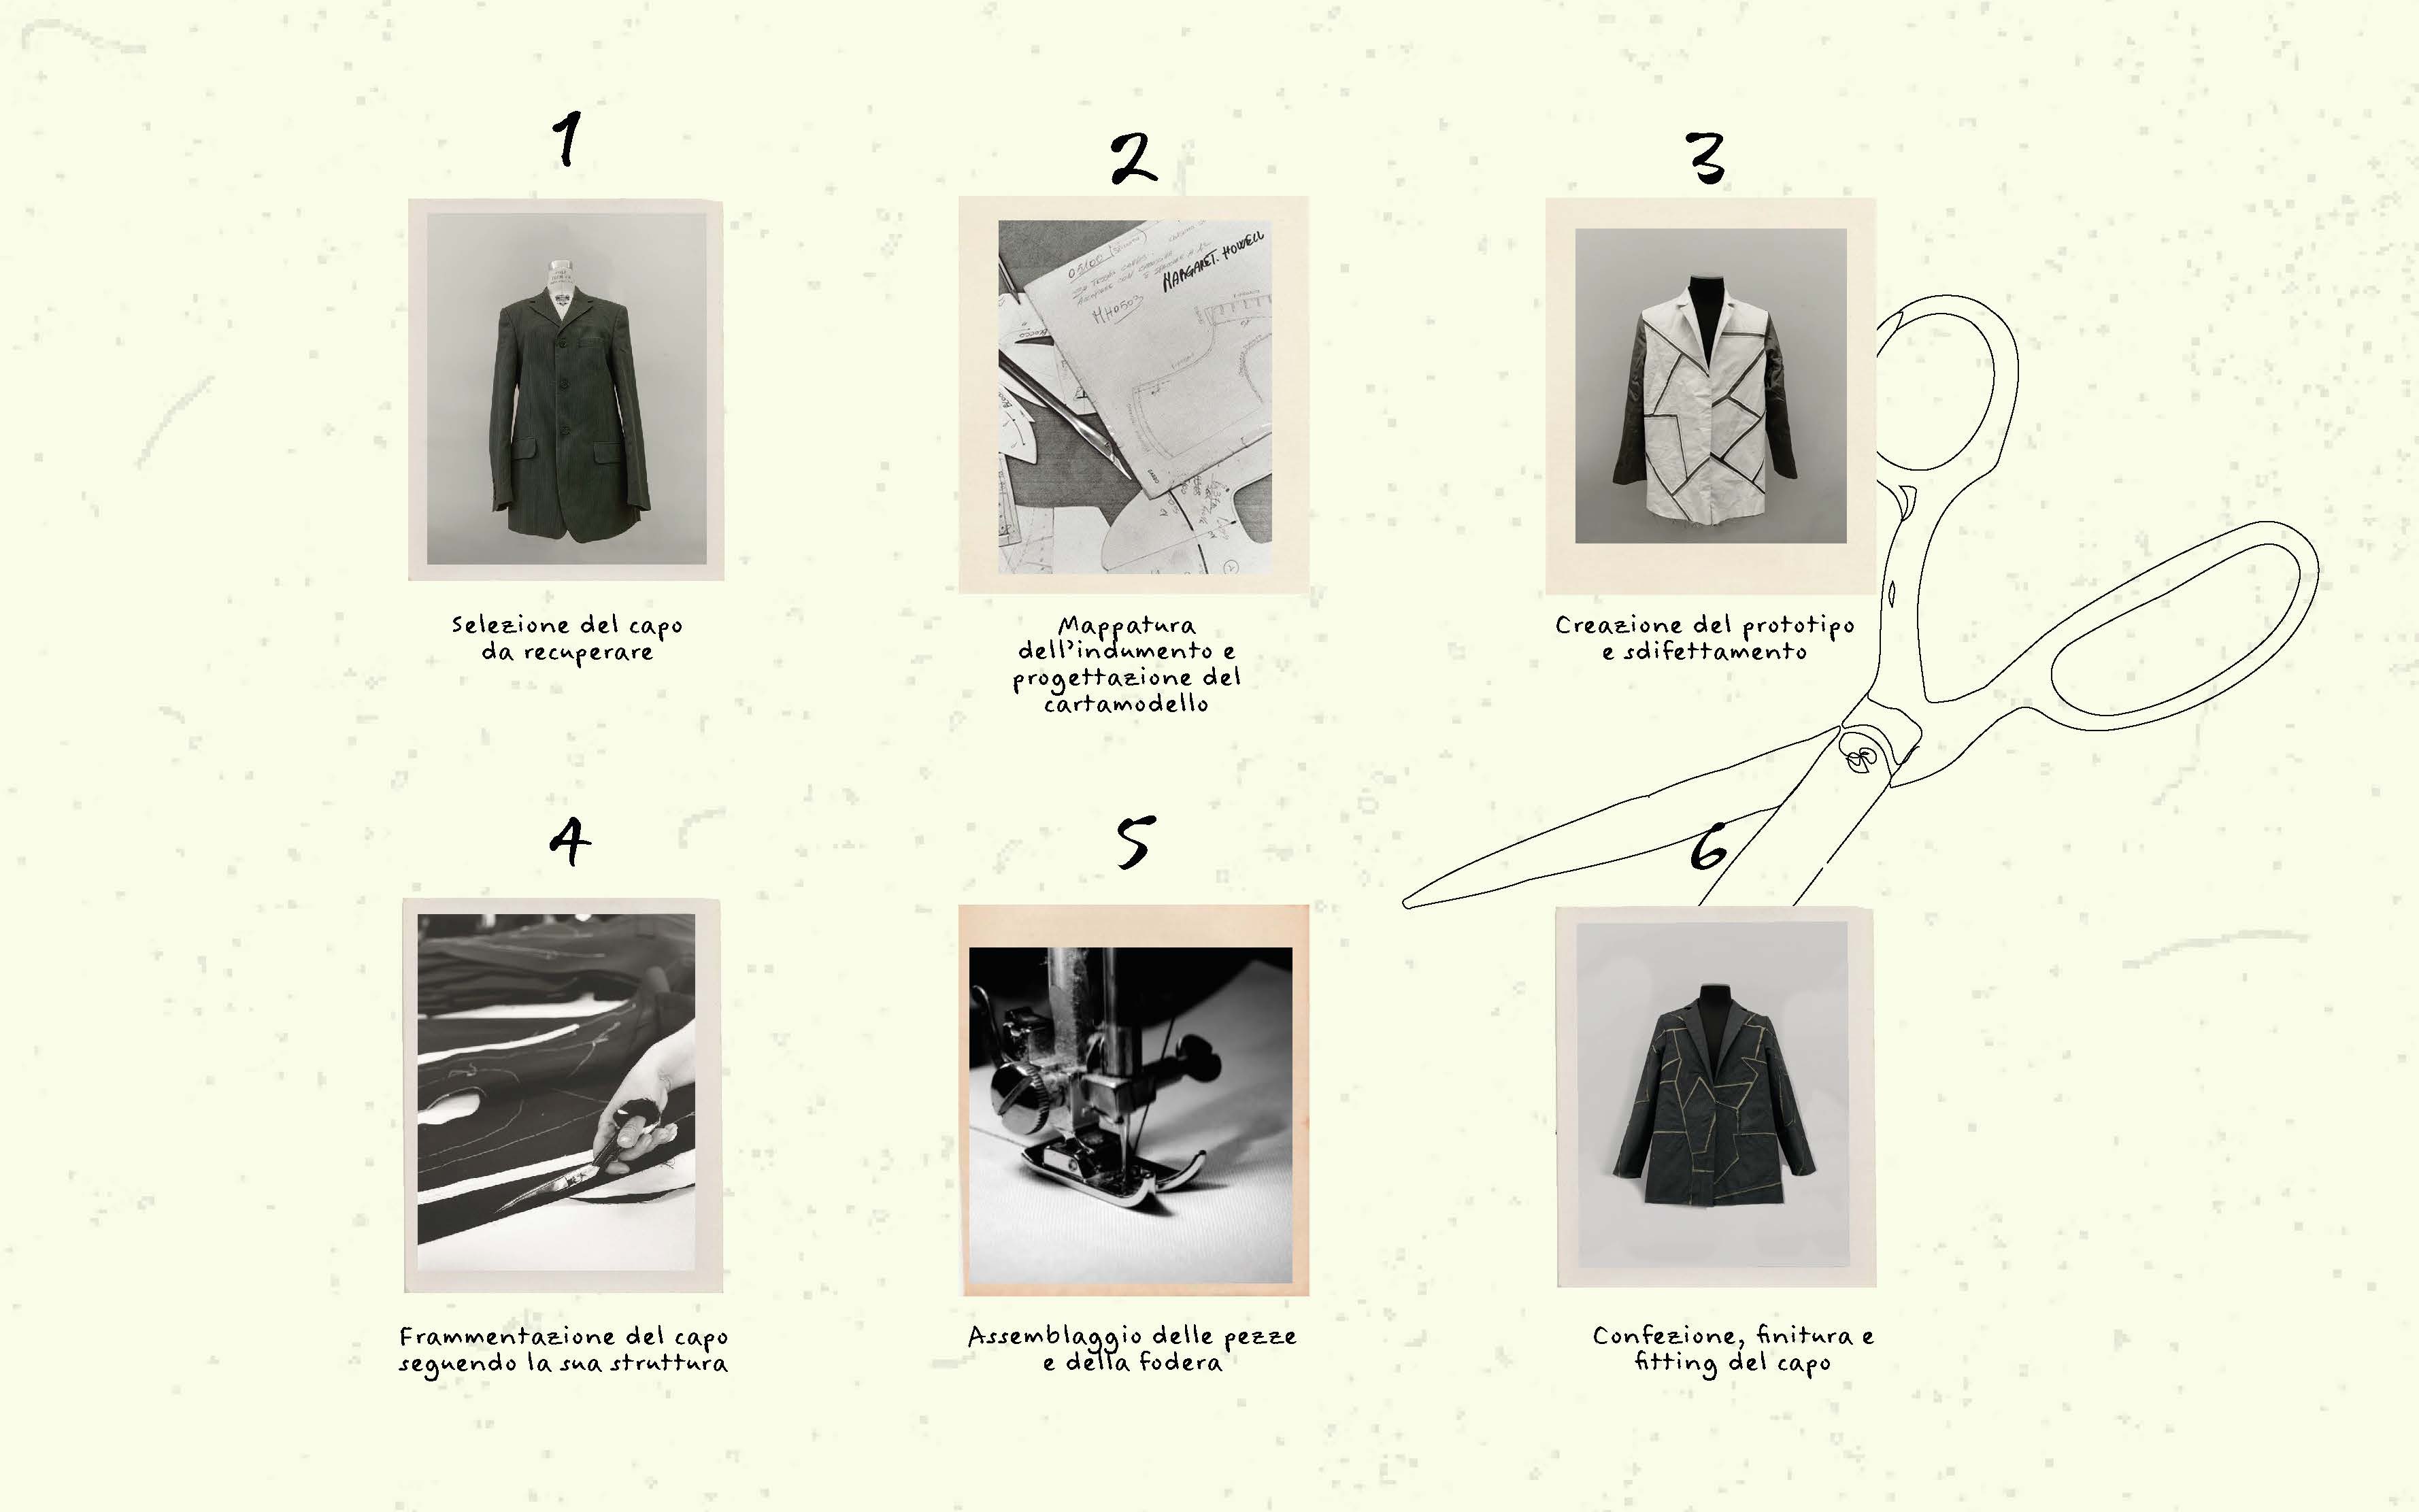 1
2
3
MARGARET. HOWELL
MH0503
Selezione del capo
da recuperare
Mappatura
dell'indumento e
progettazione del
cartamodello
Creazione del prototipo
e sdifettamento
4
5
6
Frammentazione del capo
seguendo la sua struttura
Assemblaggio delle pezze
e della fodera
Confezione, finitura e
fitting del capo